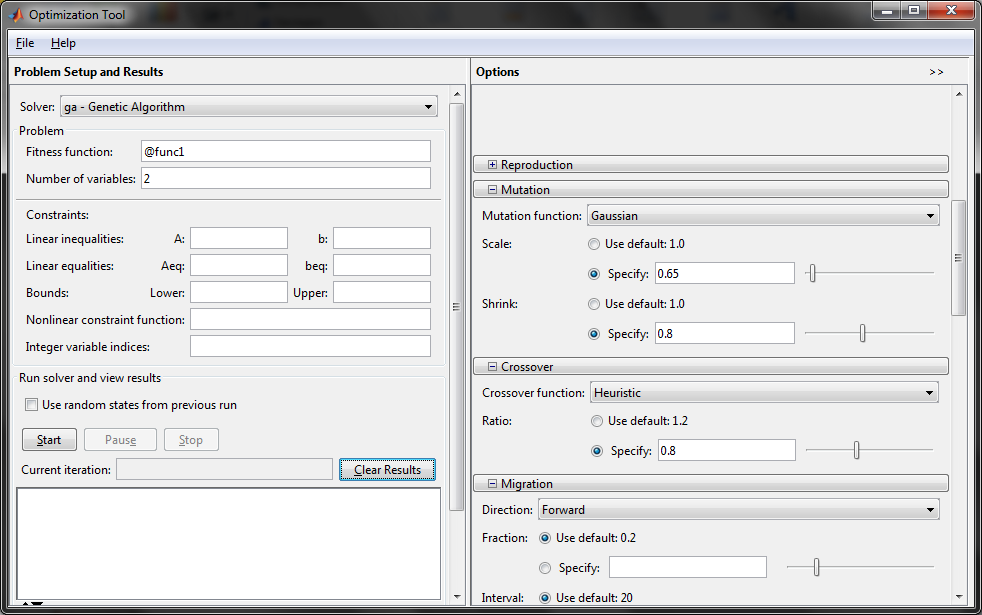 Optimization Tool
File Help
Problem Setup and Results
Solver: ga - Genetic Algorithm
Problem
Fitness function: @func1
Number of variables: 2
Constraints:
Linear inequalities: A: b:
Linear equalities: Aeq: beq:
Bounds: Lower: Upper:
Nonlinear constraint function:
Integer variable indices:
Run solver and view results
Use random states from previous run
Start Pause Stop
Current iteration: Clear Results
Options >>
Reproduction
Mutation
Mutation function: Gaussian
Scale: Use default: 1.0
Specify: 0.65
Shrink: Use default: 1.0
Specify: 0.8
Crossover
Crossover function: Heuristic
Ratio: Use default: 1.2
Specify: 0.8
Migration
Direction: Forward
Fraction: Use default: 0.2
Specify:
Interval: Use default: 20